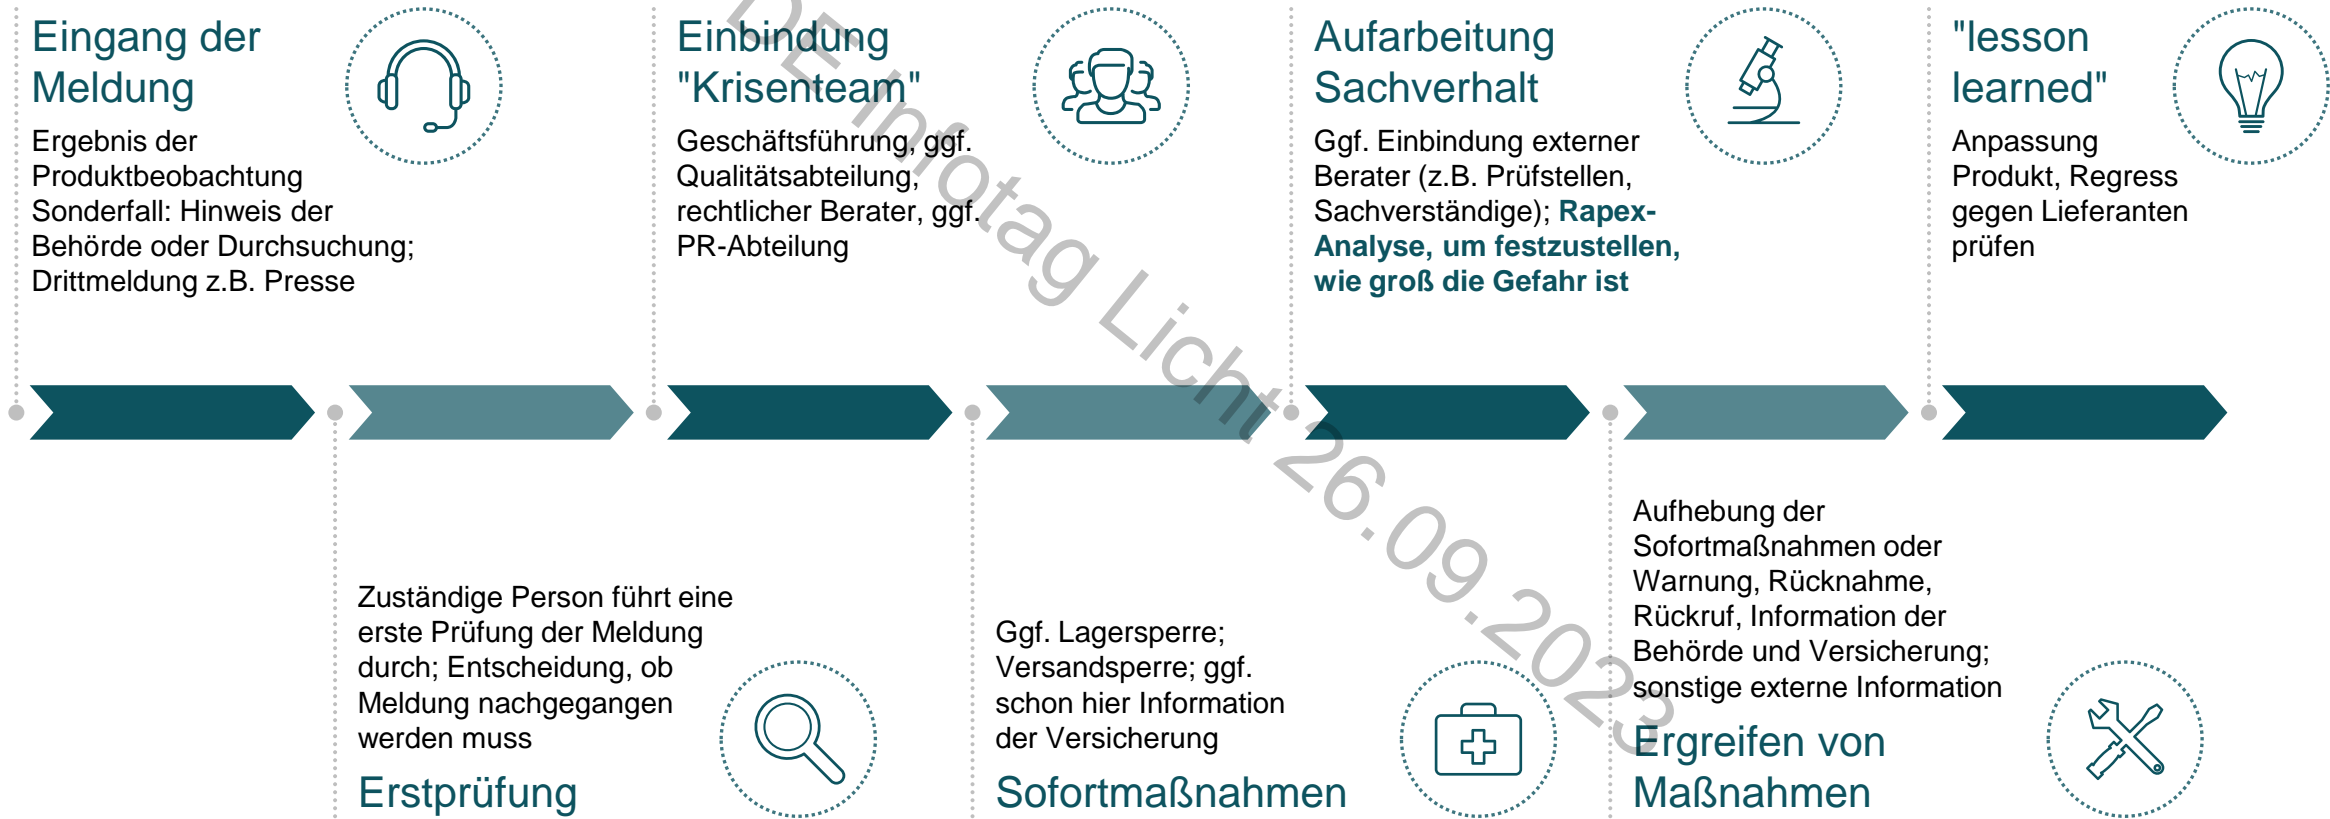 Eingang der
Meldung
Ergebnis der
Produktbeobachtung
Sonderfall: Hinweis der
Behörde oder Durchsuchung;
Drittmeldung z.B. Presse
Zuständige Person führt eine
erste Prüfung der Meldung
durch; Entscheidung, ob
Meldung nachgegangen
werden muss
Erstprüfung
Einbindung
"Krisenteam"
Geschäftsführung, ggf.
Qualitätsabteilung,
rechtlicher Berater, ggf.
PR-Abteilung
Ggf. Lagersperre;
Versandsperre; ggf.
schon hier Information
der Versicherung
Sofortmaßnahmen
Aufarbeitung
Sachverhalt
Ggf. Einbindung externer
Berater (z.B. Prüfstellen,
Sachverständige); Rapex-
Analyse, um festzustellen,
wie groß die Gefahr ist
Aufhebung der
Sofortmaßnahmen oder
Warnung, Rücknahme,
Rückruf, Information der
Behörde und Versicherung;
sonstige externe Information
Ergreifen von
Maßnahmen
"lesson
learned"
Anpassung
Produkt, Regress
gegen Lieferanten
prüfen
DE Infotag Licht 26.09.2023